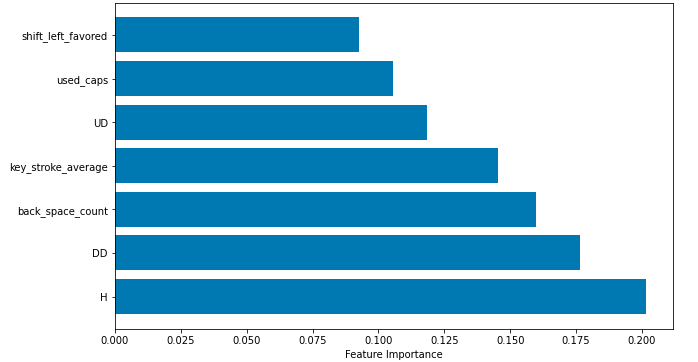 shift_left_favored
used_caps
UD
key_stroke_average
back_space_count
DD
H
0.000 0.025 0.050 0.075 0.100 0.125 0.150 0.175 0.200
Feature Importance